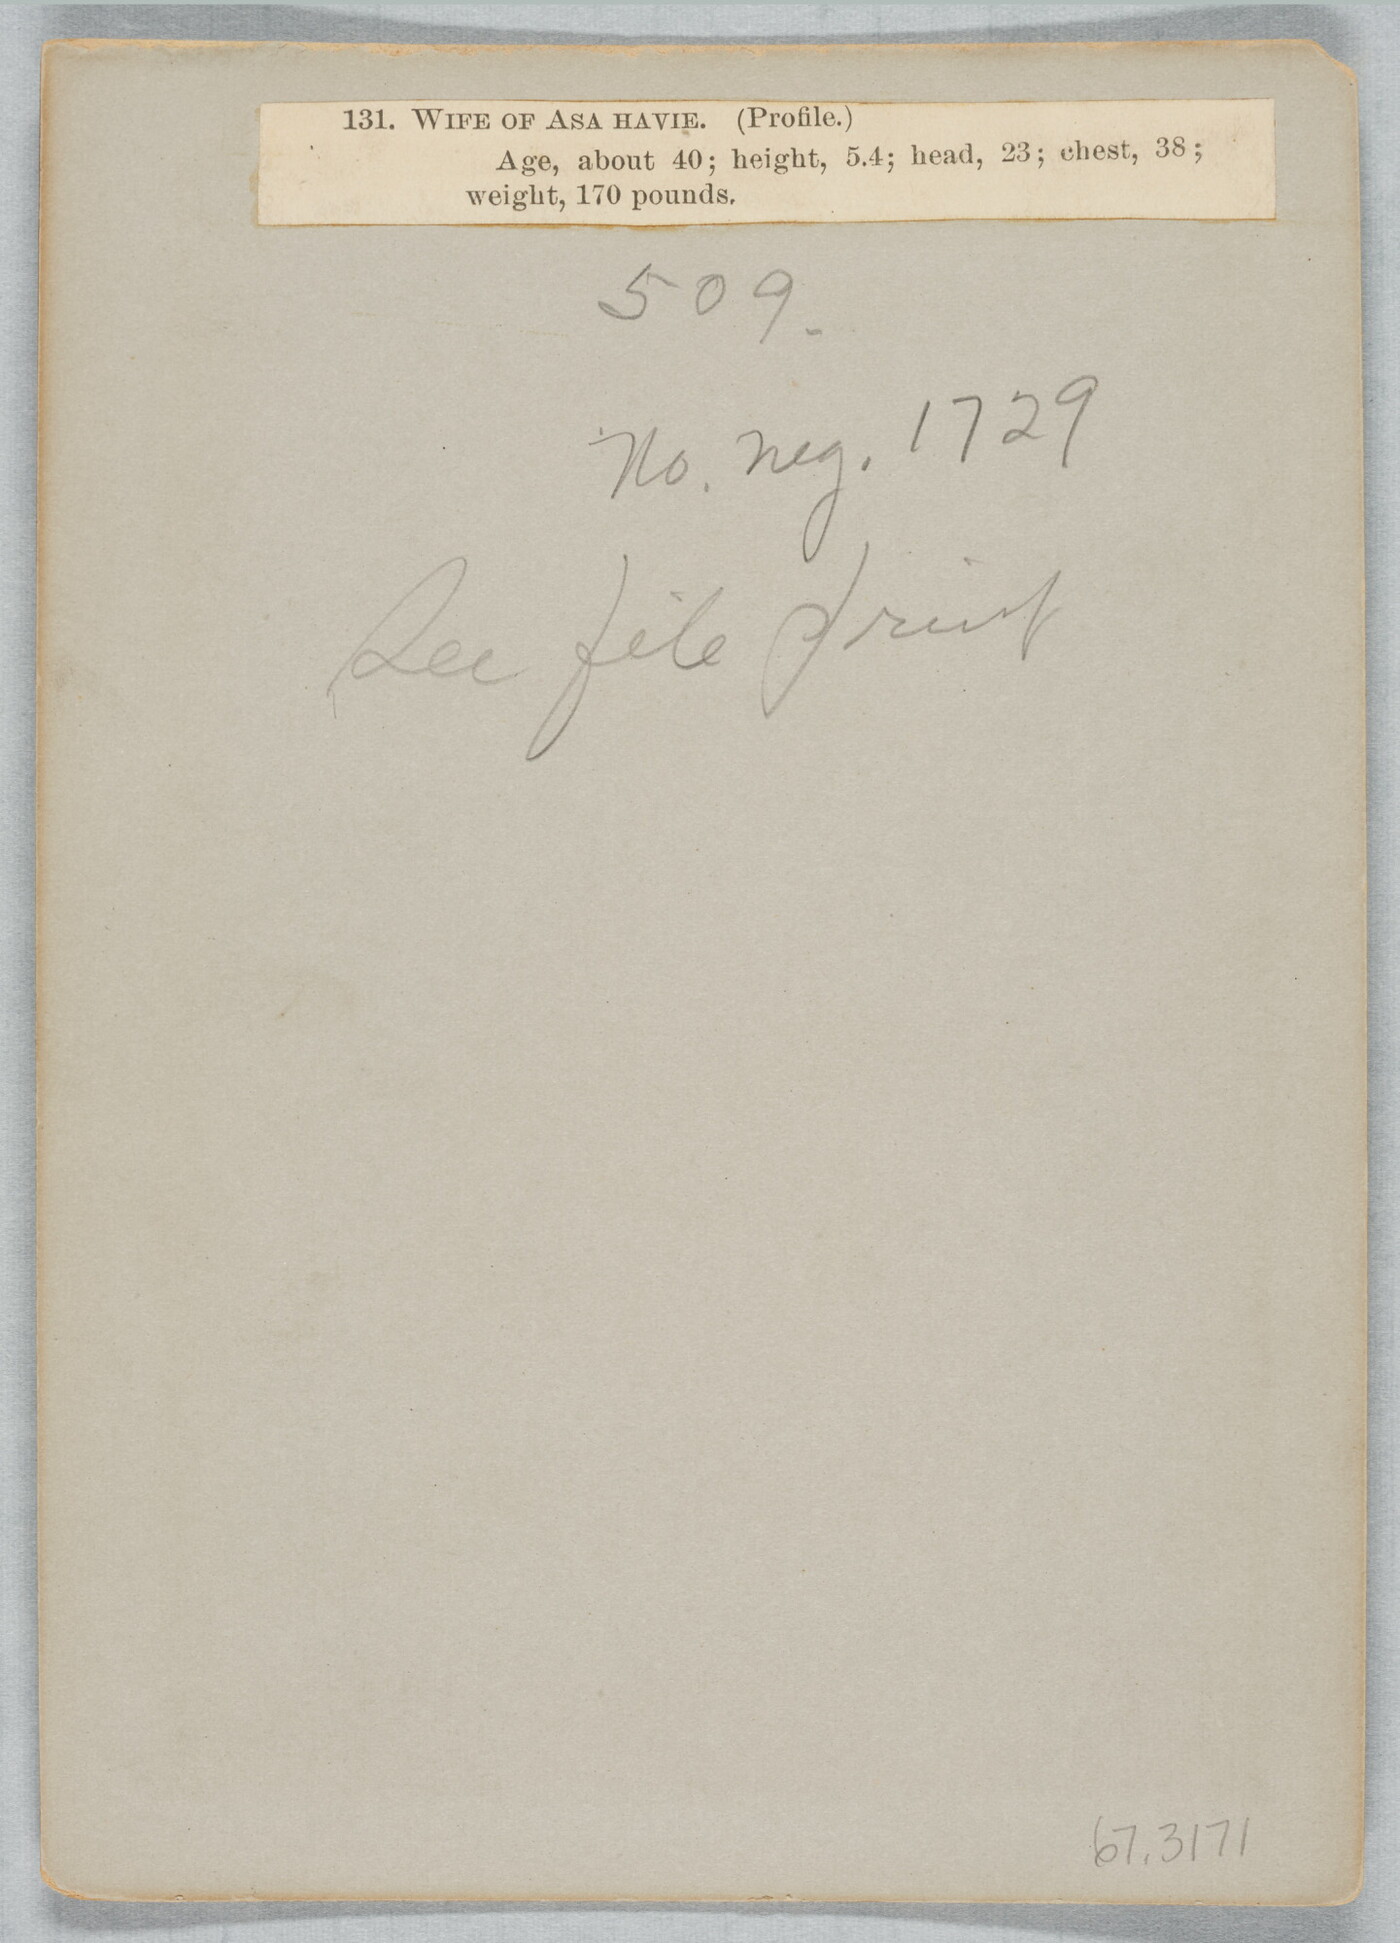 131. WIFE OF ASA HAVIE. (Profile.)
Age, about 40; height, 5.4; head, 23; chest, 38;
weight, 170 pounds.
509.
No. neg. 1729
See file print
67.3171